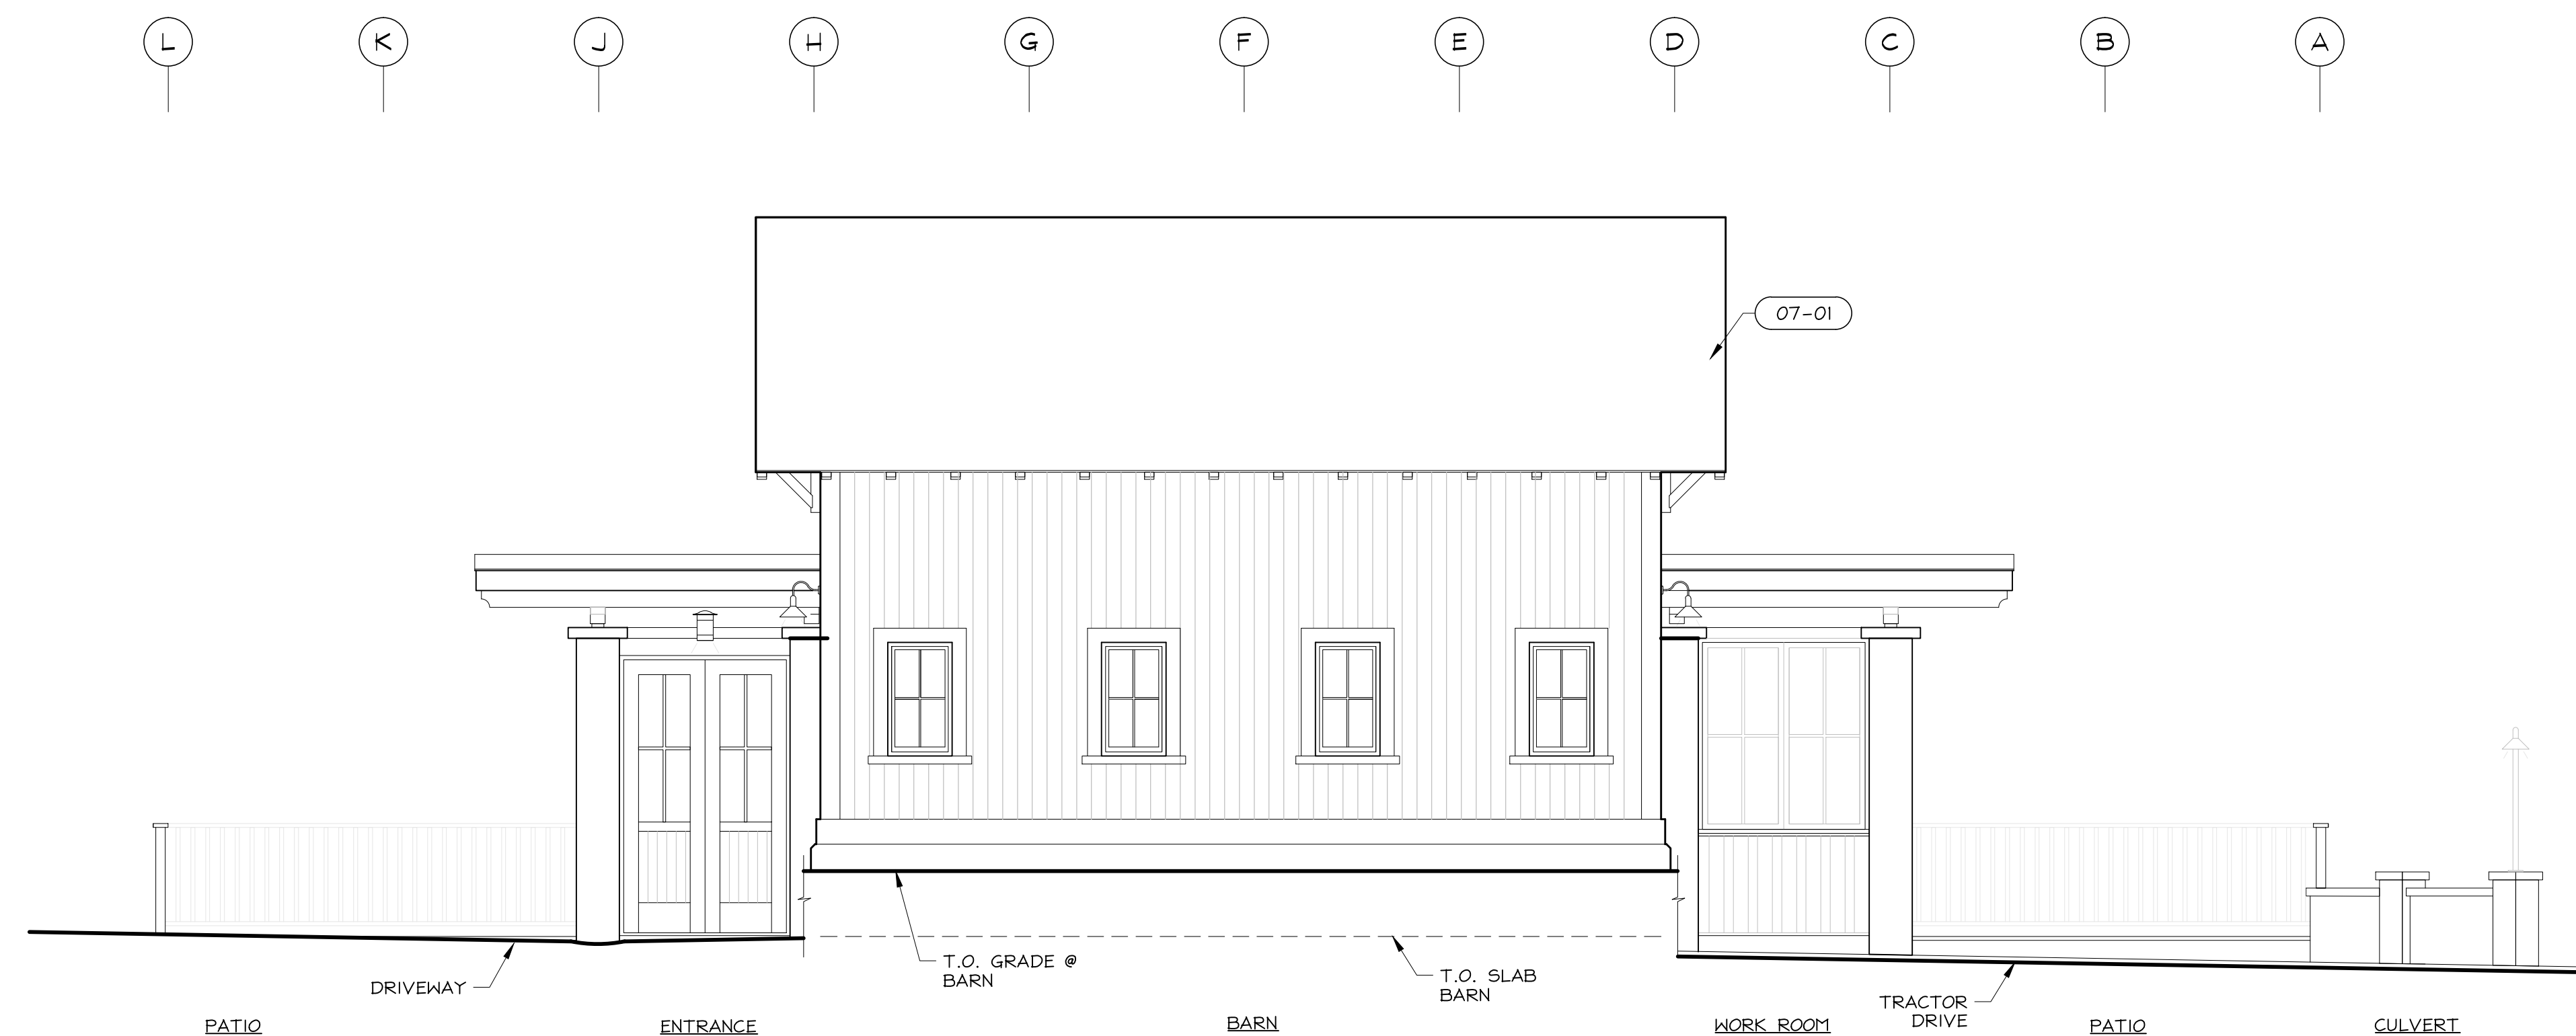 L K J H G F E D C B A
07-01
T.O. GRADE @
BARN
T.O. SLAB
BARN
DRIVEWAY
TRACTOR
DRIVE
PATIO
ENTRANCE
BARN
WORK ROOM
PATIO
CULVERT